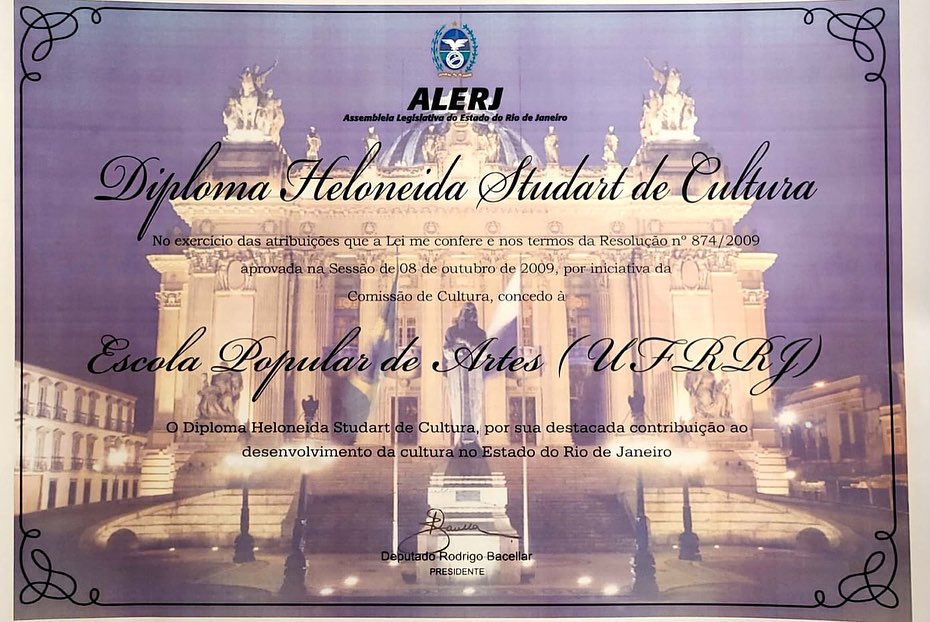 ALERJ
Assembleia Legislativa do Estado do Rio de Janeiro
Diploma Heloneida Studart de Cultura
No exercício das atribuições que a Lei me confere e nos termos da Resolução nº 874/2009
aprovada na Sessão de 08 de outubro de 2009, por iniciativa da
Comissão de Cultura, concedo à
Escola Popular de Artes (UFRRJ)
O Diploma Heloneida Studart de Cultura, por sua destacada contribuição ao
desenvolvimento da cultura no Estado do Rio de Janeiro
Deputado Rodrigo Bacellar
PRESIDENTE